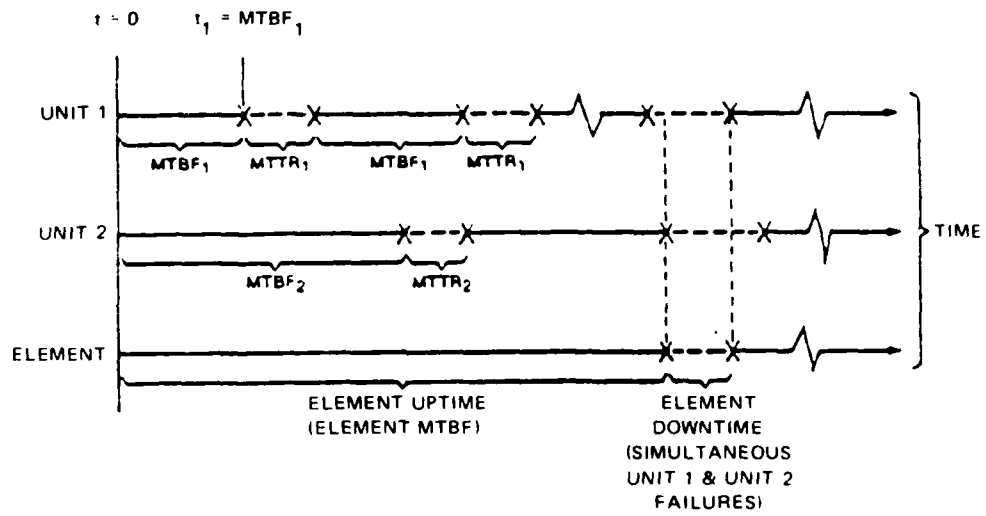 t = 0
t₁ = MTBF₁
UNIT 1
MTBF₁
MTTR₁
MTBF₁
MTTR₁
UNIT 2
TIME
MTBF₂
MTTR₂
ELEMENT
ELEMENT UPTIME
(ELEMENT MTBF)
ELEMENT
DOWNTIME
(SIMULTANEOUS
UNIT 1 & UNIT 2
FAILURES)